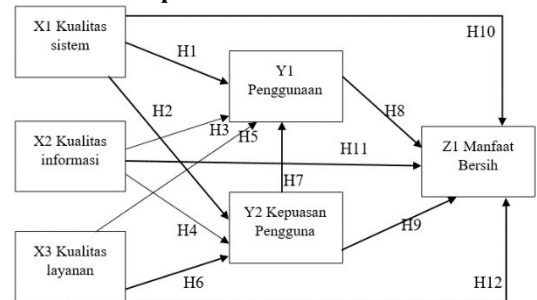 X1 Kualitas
sistem
H10
H1
Y1
Penggunaan
H2
H8
H3
H5
X2 Kualitas
informasi
H11
Z1 Manfaat
Bersih
H7
H4
Y2 Kepuasan
Pengguna
H9
X3 Kualitas
layanan
H6
H12